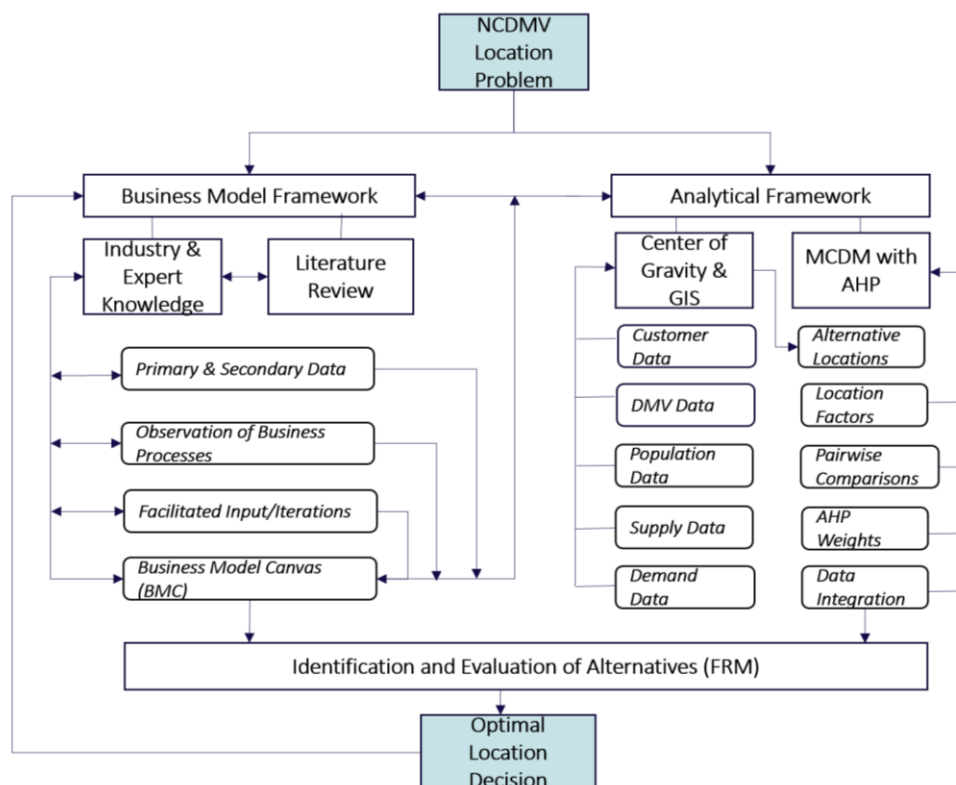 NCDMV
Location
Problem
Business Model Framework
Analytical Framework
Industry &
Expert
Knowledge
Literature
Review
Center of
Gravity &
GIS
MCDM with
AHP
Primary & Secondary Data
Observation of Business
Processes
Facilitated Input/Iterations
Business Model Canvas
(BMC)
Customer
Data
DMV Data
Population
Data
Supply Data
Demand
Data
Alternative
Locations
Location
Factors
Pairwise
Comparisons
AHP
Weights
Data
Integration
Identification and Evaluation of Alternatives (FRM)
Optimal
Location
Decision